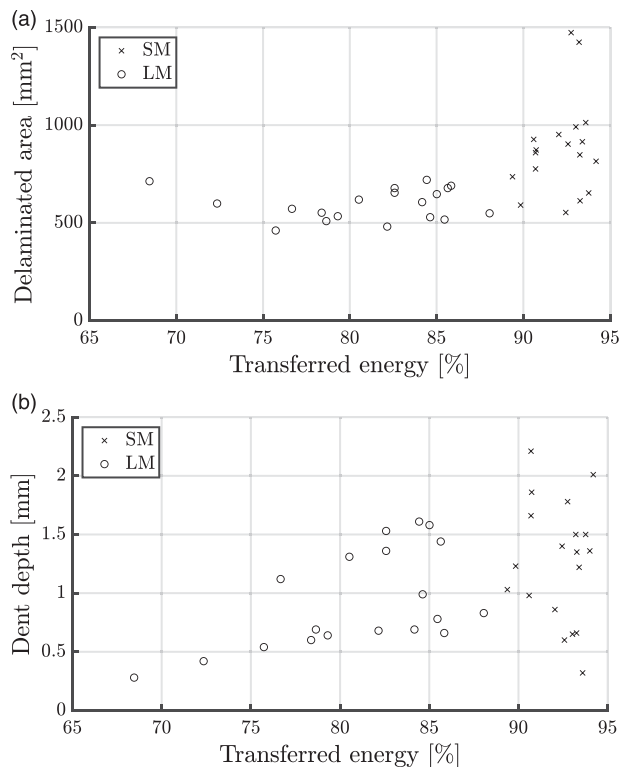 (a)
1500
1000
500
0
Delaminated area [mm²]
× SM
○ LM
65 70 75 80 85 90 95
Transferred energy [%]
(b)
2.5
2
1.5
1
0.5
0
Dent depth [mm]
× SM
○ LM
65 70 75 80 85 90 95
Transferred energy [%]